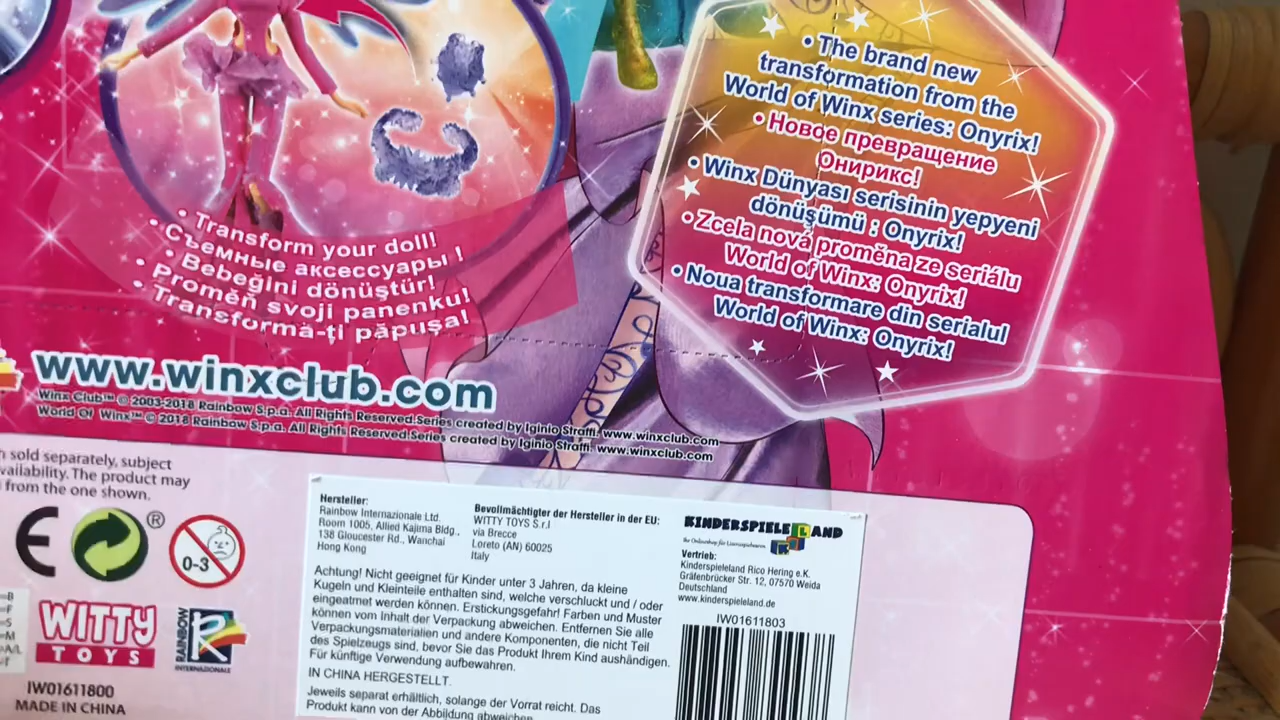 • The brand new
transformation from the
World of Winx series: Onyrix!
• Новое превращение
Онирикс!
• Winx Dünyası serisinin yepyeni
dönüşümü : Onyrix!
• Zcela nová proměna ze seriálu
World of Winx: Onyrix!
• Noua transformare din serialul
World of Winx: Onyrix!
• Transform your doll!
• Съемные аксессуары !
• Bebeğini dönüştür!
• Proměň svoji panenku!
• Transformă-ți păpușa!
www.winxclub.com
Winx Club™ © 2003-2018 Rainbow S.p.a. All Rights Reserved.Series created by Iginio Straffi. www.winxclub.com
World Of Winx™ © 2018 Rainbow S.p.a. All Rights Reserved.Series created by Iginio Straffi. www.winxclub.com
sold separately, subject
availability. The product may
from the one shown.
CE
®
0-3
WITTY
TOYS
RAINBOW
R
INTERNAZIONALE
IW01611800
MADE IN CHINA
Hersteller:
Rainbow Internazionale Ltd.
Room 1005, Allied Kajima Bldg.,
138 Gloucester Rd., Wanchai
Hong Kong
Bevollmächtigter der Hersteller in der EU:
WITTY TOYS S.r.l
via Brecce
Loreto (AN) 60025
Italy
KINDERSPIELELAND
Ihr Onlineshop für Lizenzspielwaren
Vertrieb:
Kinderspieleland Rico Hering e.K.
Gräfenbrücker Str. 12, 07570 Weida
Deutschland
www.kinderspieleland.de
IW01611803
Achtung! Nicht geeignet für Kinder unter 3 Jahren, da kleine
Kugeln und Kleinteile enthalten sind, welche verschluckt und / oder
eingeatmet werden können. Erstickungsgefahr! Farben und Muster
können vom Inhalt der Verpackung abweichen. Entfernen Sie alle
Verpackungsmaterialien und andere Komponenten, die nicht Teil
des Spielzeugs sind, bevor Sie das Produkt Ihrem Kind aushändigen.
Für künftige Verwendung aufbewahren.
IN CHINA HERGESTELLT.
Jeweils separat erhältlich, solange der Vorrat reicht. Das
Produkt kann von der Abbildung abweichen.